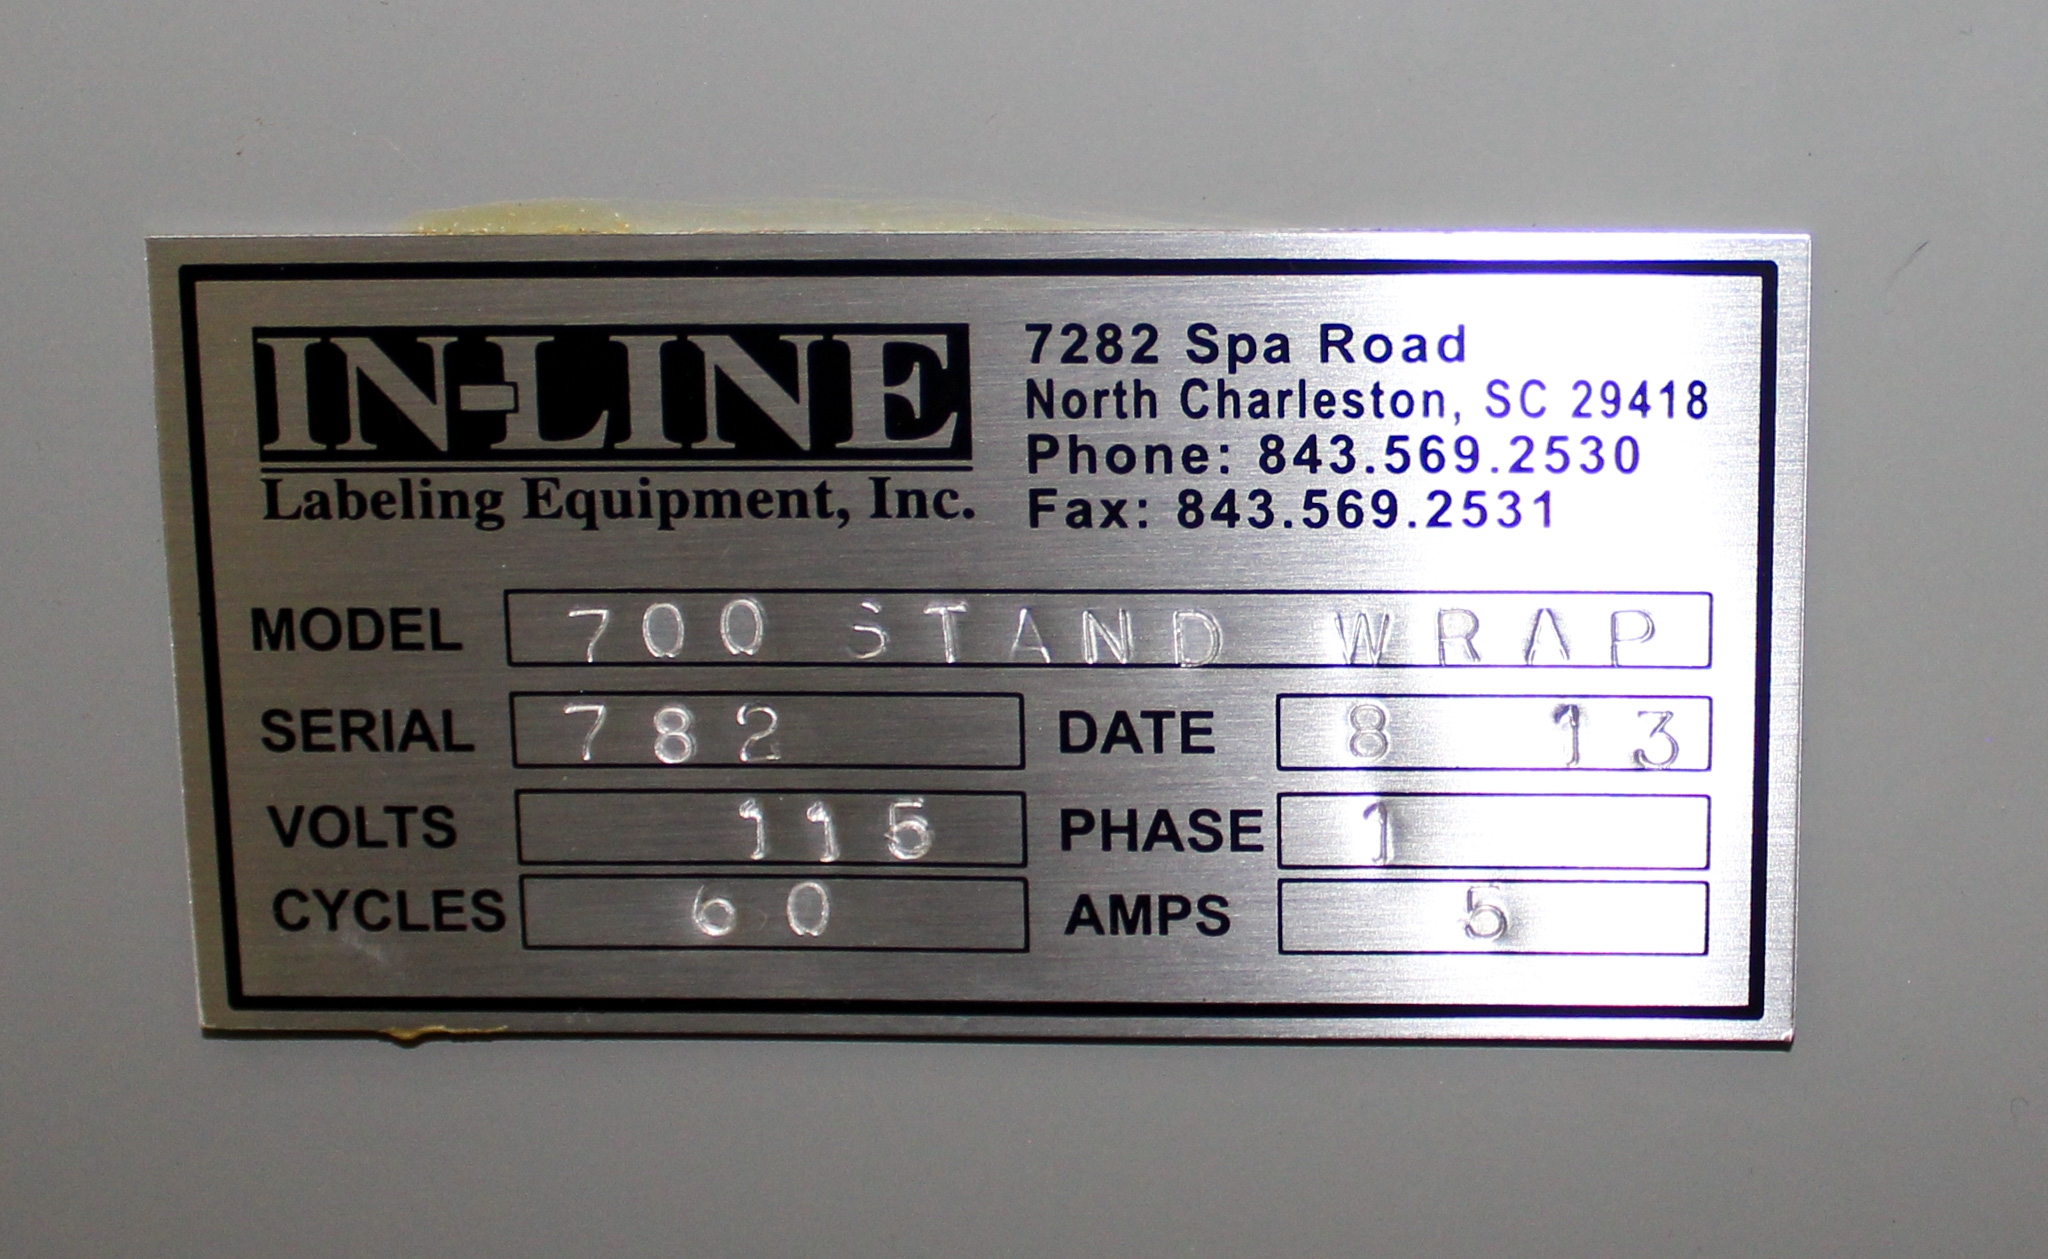 IN-LINE
Labeling Equipment, Inc.
7282 Spa Road
North Charleston, SC 29418
Phone: 843.569.2530
Fax: 843.569.2531
MODEL 700 STAND WRAP
SERIAL 782 DATE 8 13
VOLTS 115 PHASE 1
CYCLES 60 AMPS 5